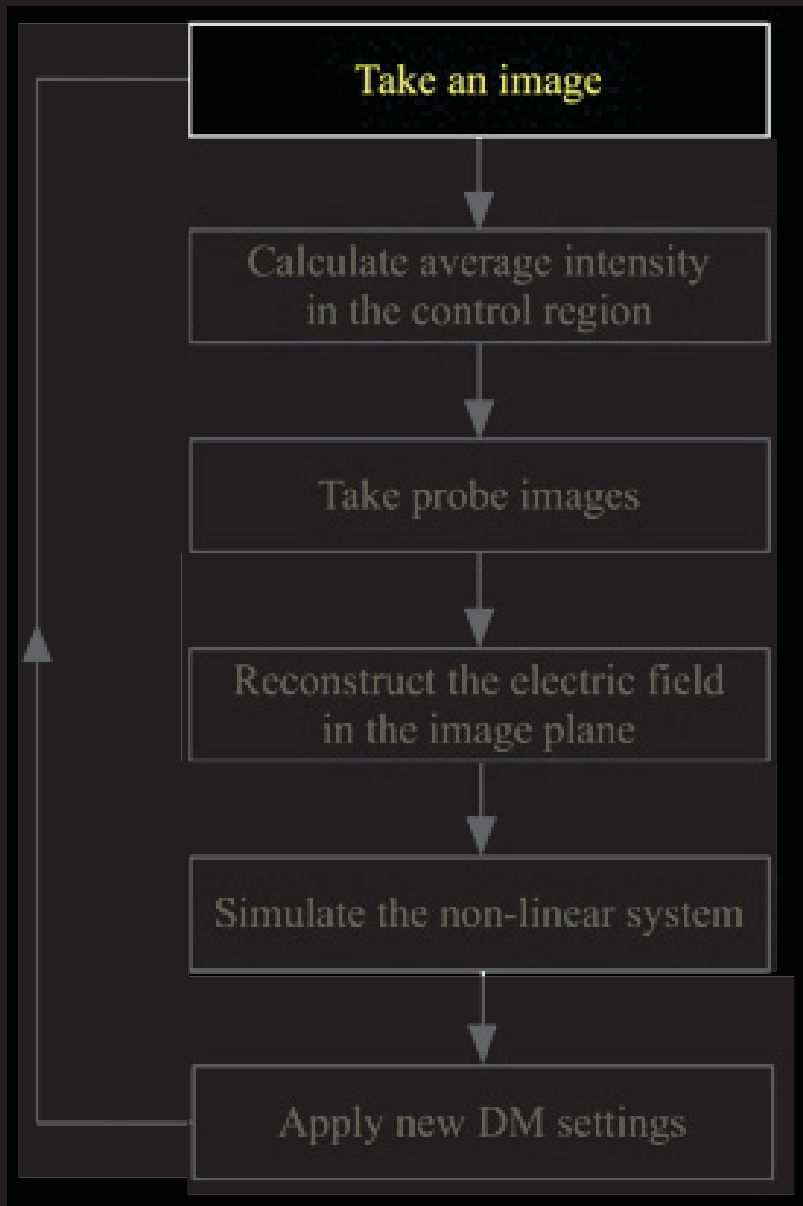 Take an image
Calculate average intensity
in the control region
Take probe images
Reconstruct the electric field
in the image plane
Simulate the non-linear system
Apply new DM settings